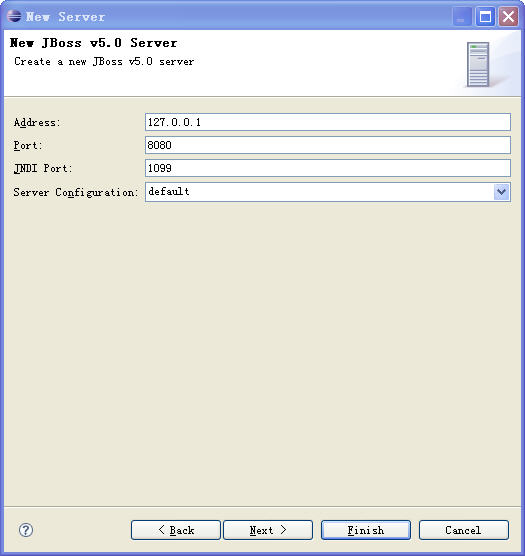 New Server
New JBoss v5.0 Server
Create a new JBoss v5.0 server
Address: 127.0.0.1
Port: 8080
JNDI Port: 1099
Server Configuration: default
?
< Back Next > Finish Cancel